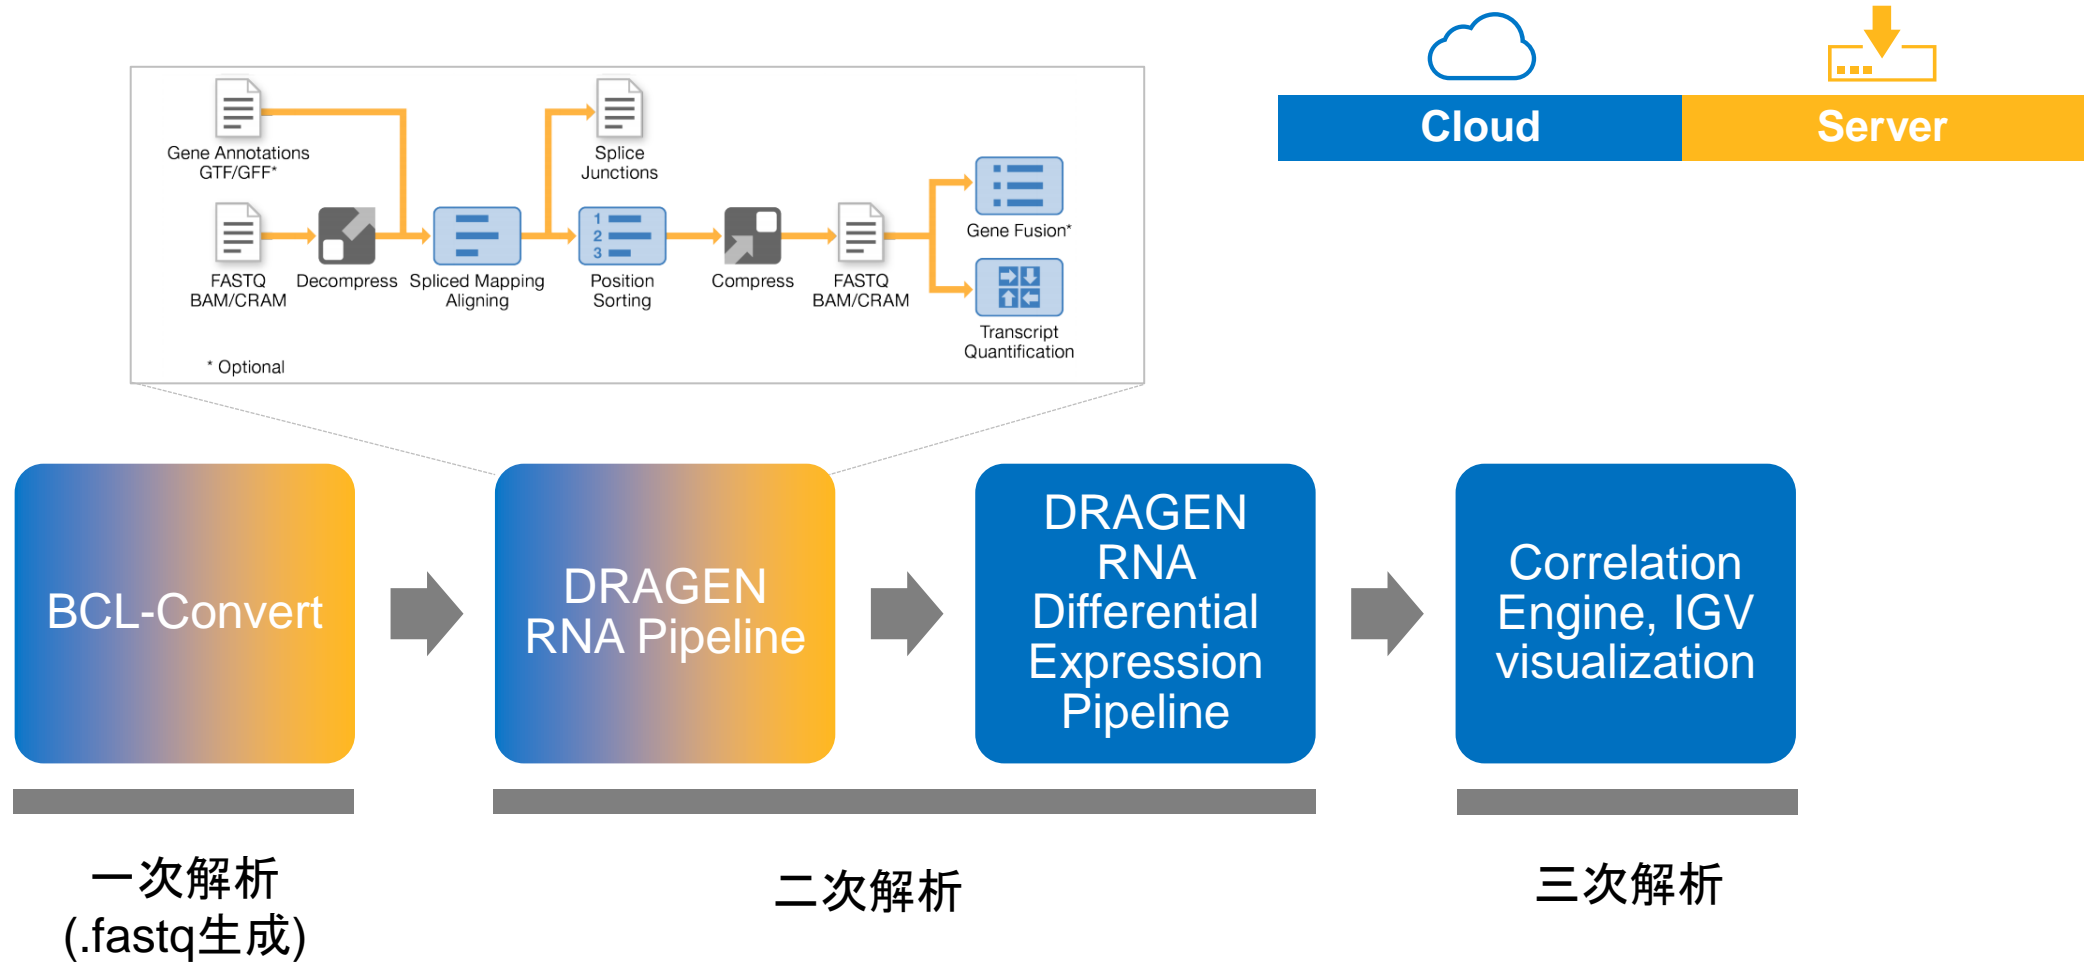 Cloud
Server
Gene Annotations
GTF/GFF*
Splice
Junctions
FASTQ
BAM/CRAM
Decompress
Spliced Mapping
Aligning
1
2
3
Position
Sorting
Compress
FASTQ
BAM/CRAM
Gene Fusion*
Transcript
Quantification
* Optional
BCL-Convert
DRAGEN
RNA Pipeline
DRAGEN
RNA
Differential
Expression
Pipeline
Correlation
Engine, IGV
visualization
一次解析
(.fastq生成)
二次解析
三次解析